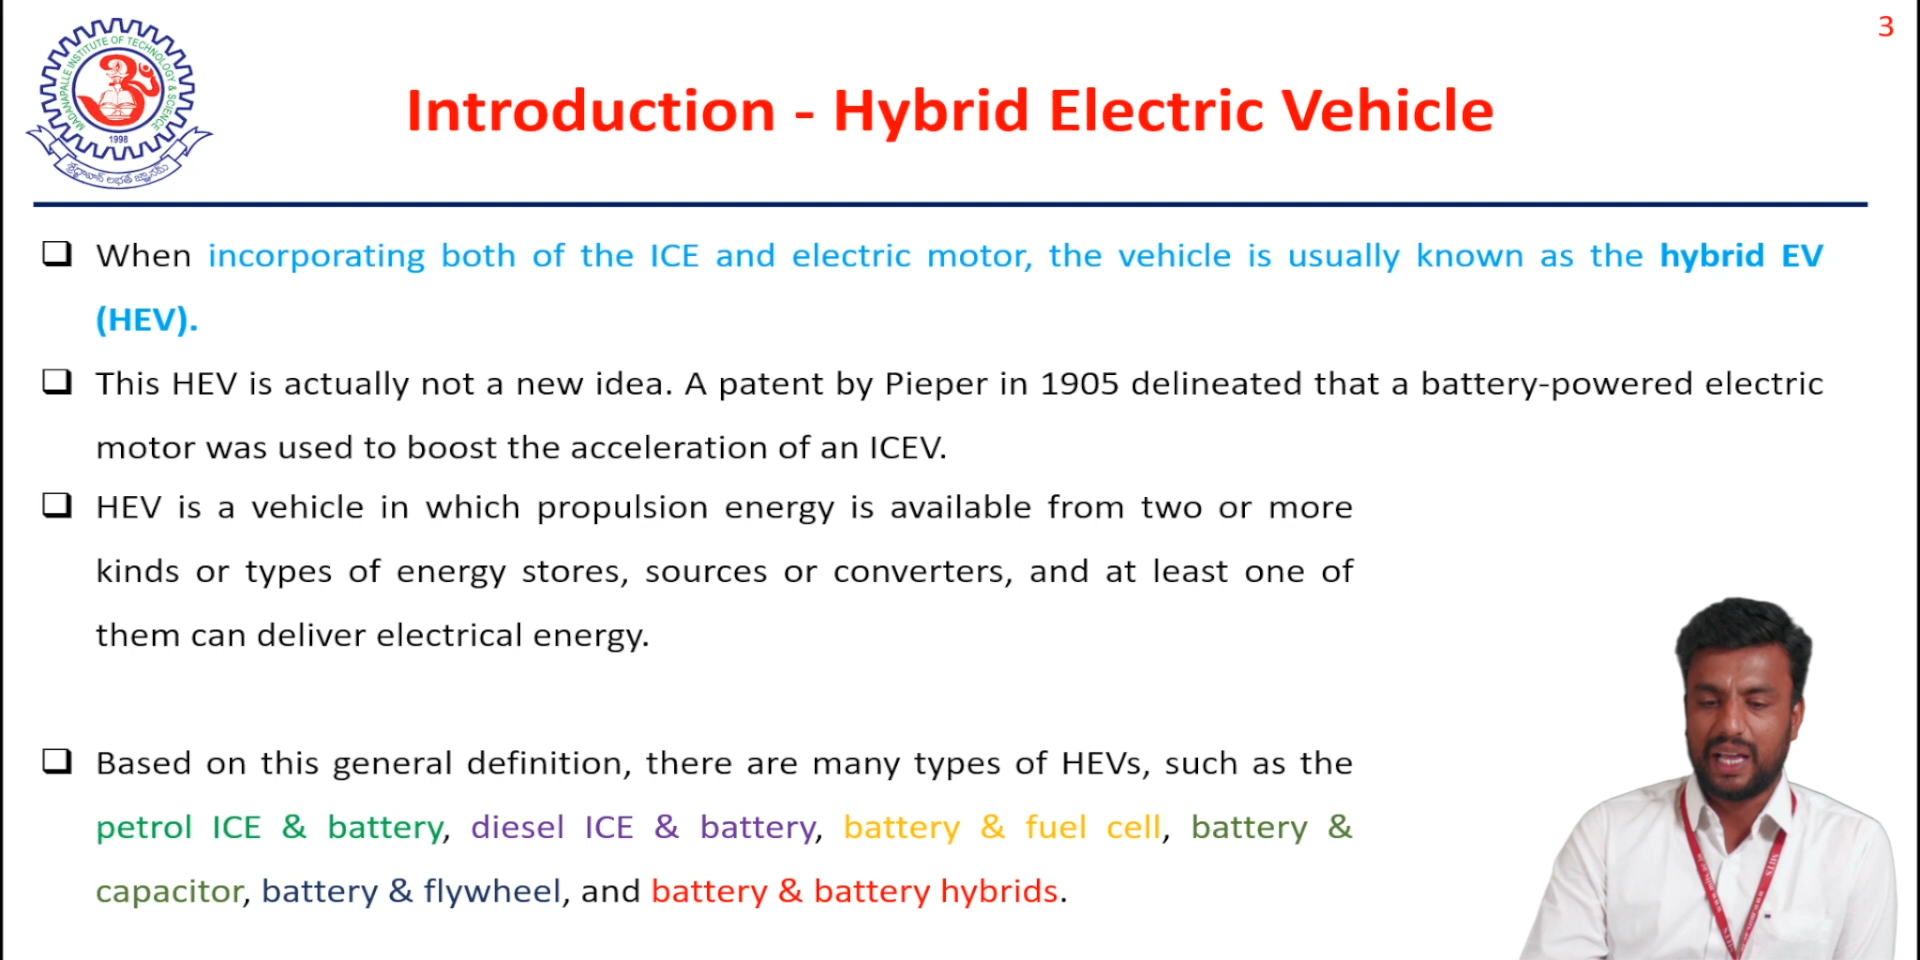 3
MADANAPALLE INSTITUTE OF TECHNOLOGY & SCIENCE
1998
Introduction - Hybrid Electric Vehicle
When incorporating both of the ICE and electric motor, the vehicle is usually known as the hybrid EV
(HEV).
This HEV is actually not a new idea. A patent by Pieper in 1905 delineated that a battery-powered electric
motor was used to boost the acceleration of an ICEV.
HEV is a vehicle in which propulsion energy is available from two or more
kinds or types of energy stores, sources or converters, and at least one of
them can deliver electrical energy.
Based on this general definition, there are many types of HEVs, such as the
petrol ICE & battery, diesel ICE & battery, battery & fuel cell, battery &
capacitor, battery & flywheel, and battery & battery hybrids.
MITS